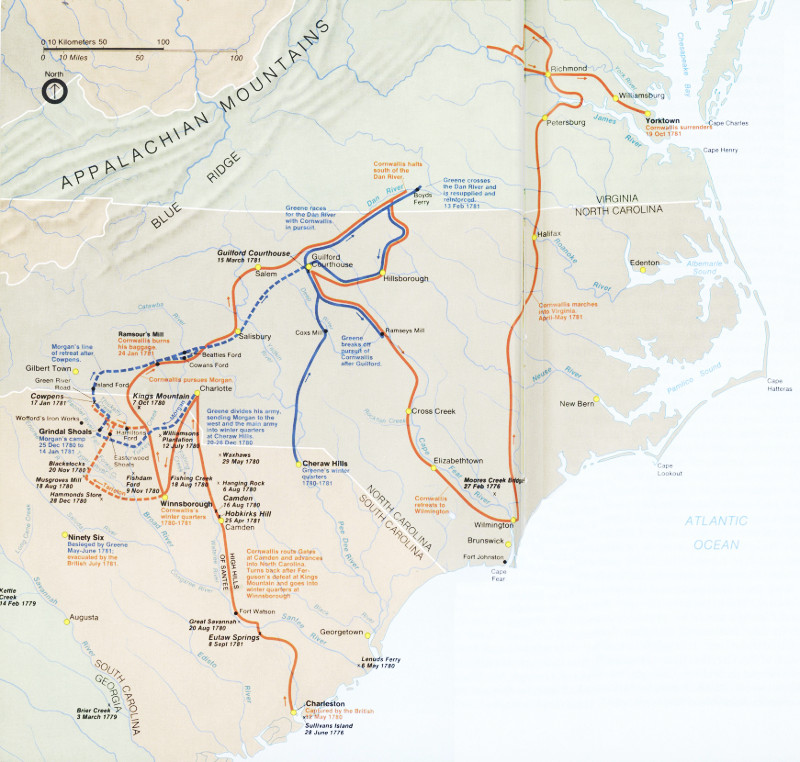 0 10 Kilometers 50 100
0 10 Miles 50 100
North
APPALACHIAN MOUNTAINS
BLUE RIDGE
Richmond
York River
Williamsburg
Chesapeake Bay
Petersburg
James River
Yorktown
Cornwallis surrenders
19 Oct 1781
Cape Charles
Cape Henry
Cornwallis halts
south of the
Dan River.
Dan River
Boyds
Ferry
Greene crosses
the Dan River and
is resupplied and
reinforced.
13 Feb 1781
Greene races
for the Dan River
with Cornwallis
in pursuit.
VIRGINIA
NORTH CAROLINA
Halifax
Roanoke River
Edenton
Albemarle
Sound
Guilford Courthouse
15 March 1781
Guilford
Courthouse
Salem
Hillsborough
Cornwallis marches
into Virginia.
April-May 1781
Catawba
Ramsour's Mill
Cornwallis burns
his baggage.
24 Jan 1781
Salisbury
Coxs Mill
Ramseys Mill
Morgan's line
of retreat after
Cowpens.
Beatties Ford
Cowans Ford
Greene
breaks off
pursuit of
Cornwallis
after Guilford.
Gilbert Town
Green River
Road
Island Ford
Cornwallis pursues Morgan.
Neuse River
Pamlico Sound
Cape
Hatteras
Cowpens
17 Jan 1781
Kings Mountain
7 Oct 1780
Charlotte
Morgan
New Bern
Wofford's Iron Works
Grindal Shoals
Morgan's camp
25 Dec 1780 to
14 Jan 1781
Hamiltons
Ford
Williamsons
Plantation
12 July 1780
Greene divides his army,
sending Morgan to the
west and the main army
into winter quarters
at Cheraw Hills.
20-26 Dec 1780
Cross Creek
Cape Fear River
Easterwood
Shoals
Waxhaws
29 May 1780
Cheraw Hills
Greene's winter
quarters
1780-1781
Elizabethtown
Cape
Lookout
Blackstocks
20 Nov 1780
Musgroves Mill
18 Aug 1780
Hammonds Store
28 Dec 1780
Tarleton
Fishdam
Ford
9 Nov 1780
Fishing Creek
18 Aug 1780
Hanging Rock
6 Aug 1780
Moores Creek Bridge
27 Feb 1776
Winnsborough
Cornwallis's
winter quarters
1780-1781
Camden
16 Aug 1780
Hobkirks Hill
25 Apr 1781
Camden
NORTH CAROLINA
SOUTH CAROLINA
Cornwallis
retreats to
Wilmington
Wilmington
Brunswick
Fort Johnston
Cape
Fear
ATLANTIC
OCEAN
Ninety Six
Besieged by Greene
May-June 1781;
evacuated by the
British July 1781.
Broad River
Pee Dee River
HIGH HILLS
OF SANTEE
Cornwallis routs Gates
at Camden and advances
into North Carolina.
Turns back after Fer-
guson's defeat at Kings
Mountain and goes into
winter quarters at
Winnsborough
Kettle
Creek
14 Feb 1779
Savannah River
Augusta
Fort Watson
Great Savannah
20 Aug 1780
Eutaw Springs
8 Sept 1781
Santee River
Black
Georgetown
Lenuds Ferry
6 May 1780
Edisto River
SOUTH CAROLINA
GEORGIA
Brier Creek
3 March 1779
Charleston
Captured by the British
12 May 1780
Sullivans Island
28 June 1776